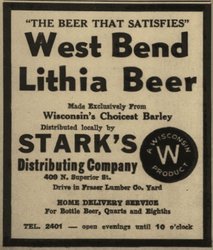 "THE BEER THAT SATISFIES"
West Bend
Lithia Beer
Made Exclusively From
Wisconsin's Choicest Barley
Distributed locally by
STARK'S
Distributing Company
409 N. Superior St.
Drive in Fraser Lumber Co. Yard
A WISCONSIN
W
PRODUCT
HOME DELIVERY SERVICE
For Bottle Beer, Quarts and Eighths
TEL. 2401 — open evenings until 10 o'clock